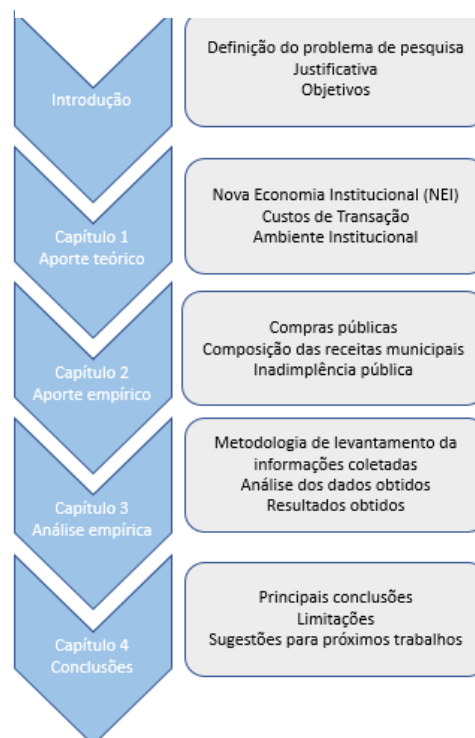 Introdução
Definição do problema de pesquisa
Justificativa
Objetivos
Capítulo 1
Aporte teórico
Nova Economia Institucional (NEI)
Custos de Transação
Ambiente Institucional
Capítulo 2
Aporte empírico
Compras públicas
Composição das receitas municipais
Inadimplência pública
Capítulo 3
Análise empírica
Metodologia de levantamento da
informações coletadas
Análise dos dados obtidos
Resultados obtidos
Capítulo 4
Conclusões
Principais conclusões
Limitações
Sugestões para próximos trabalhos